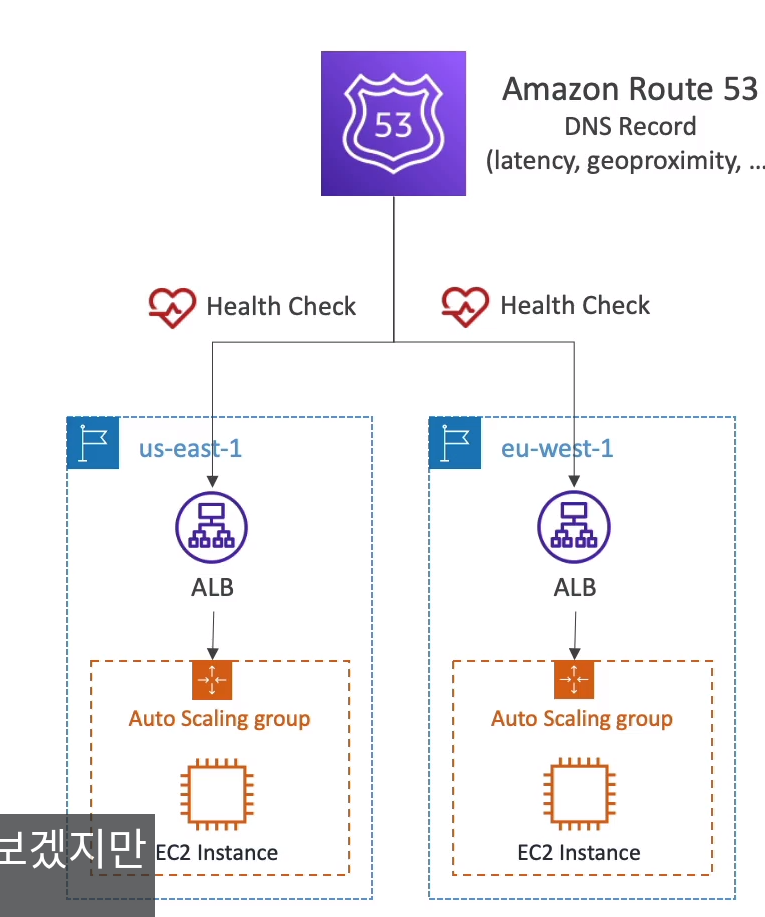 53
Amazon Route 53
DNS Record
(latency, geoproximity, ...
Health Check
Health Check
us-east-1
eu-west-1
ALB
ALB
Auto Scaling group
Auto Scaling group
EC2 Instance
EC2 Instance
보겠지만